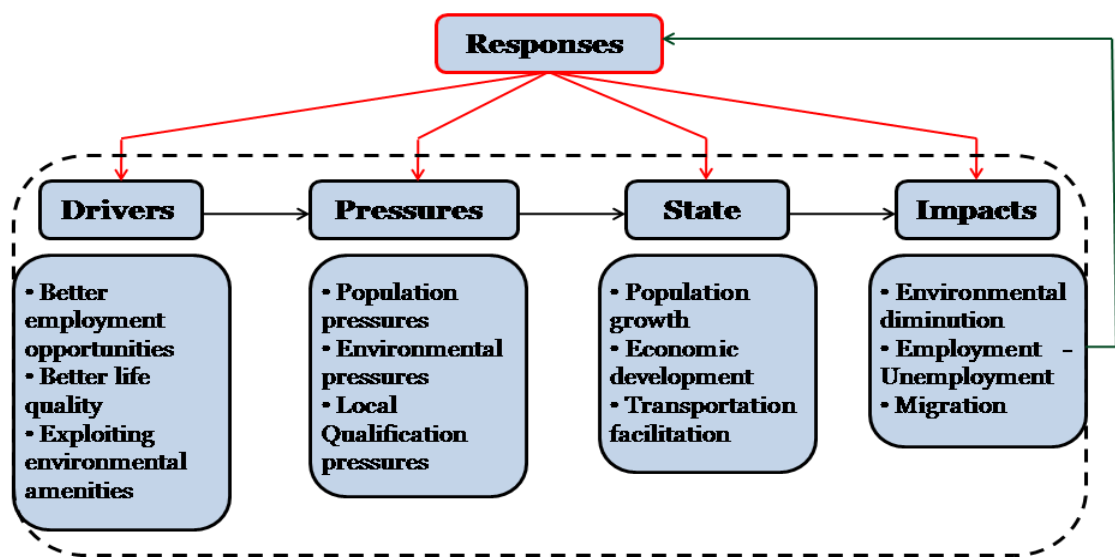 Responses
Drivers
Pressures
State
Impacts
• Better
employment
opportunities
• Better life
quality
• Exploiting
environmental
amenities
• Population
pressures
• Environmental
pressures
• Local
Qualification
pressures
• Population
growth
• Economic
development
• Transportation
facilitation
• Environmental
diminution
• Employment –
Unemployment
• Migration